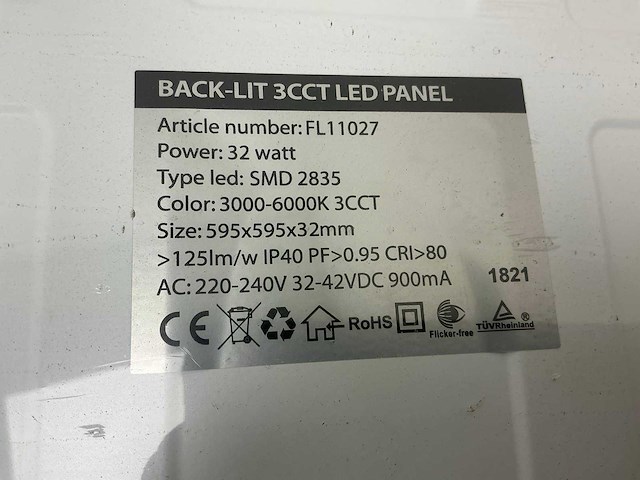 BACK-LIT 3CCT LED PANEL
Article number: FL11027
Power: 32 watt
Type led: SMD 2835
Color: 3000-6000K 3CCT
Size: 595x595x32mm
>125lm/w IP40 PF>0.95 CRI>80
AC: 220-240V 32-42VDC 900mA 1821
CE RoHS Flicker-free TÜVRheinland®